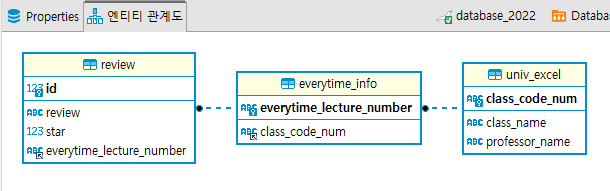 Properties
엔티티 관계도
database_2022
Databas
review
123 id
ABC review
123 star
ABC everytime_lecture_number
everytime_info
ABC everytime_lecture_number
ABC class_code_num
univ_excel
ABC class_code_num
ABC class_name
ABC professor_name